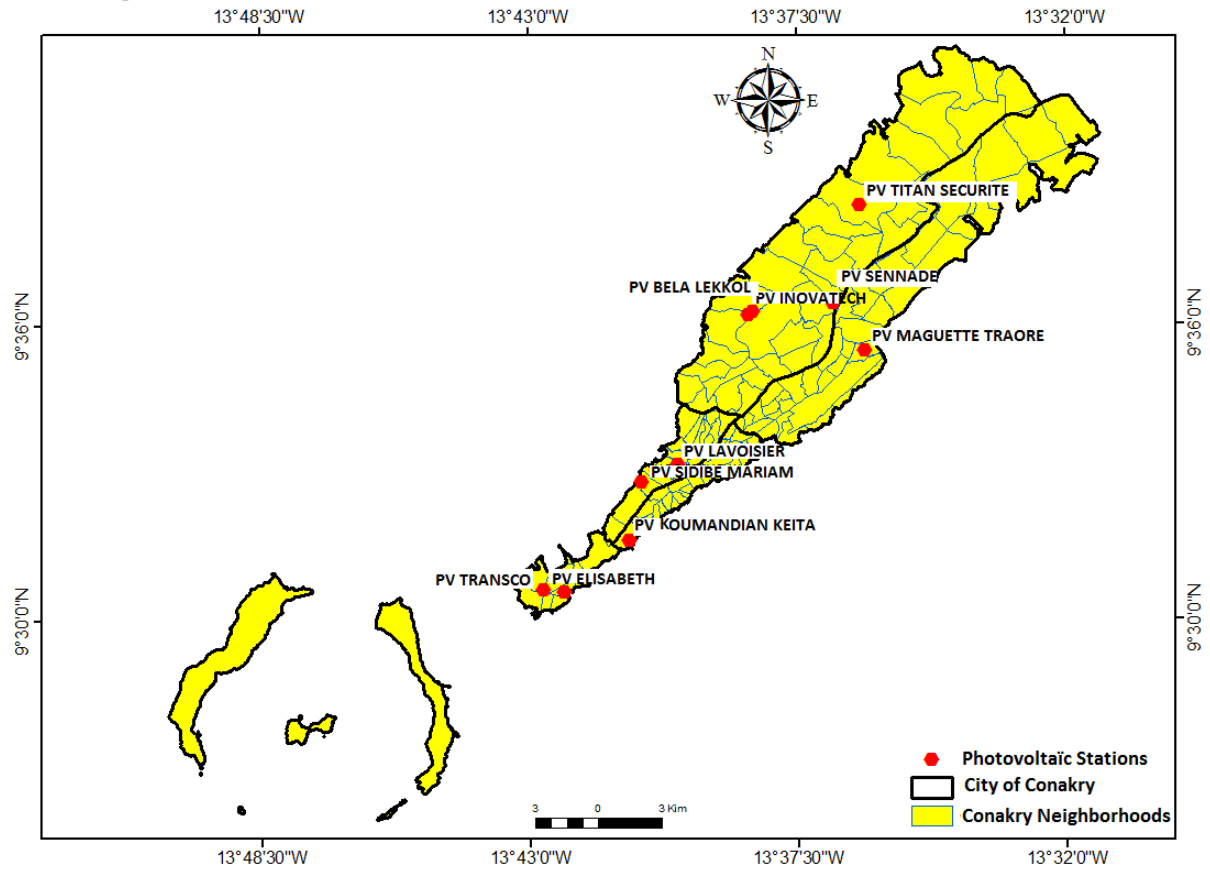 13°48'30"W 13°43'0"W 13°37'30"W 13°32'0"W
N
W E
S
PV TITAN SECURITE
PV SENNADE
PV BELA LEKKOL
PV INOVATECH
9°36'0"N 9°36'0"N
PV MAGUETTE TRAORE
PV LAVOISIER
PV SIDIBE MARIAM
PV KOUMANDIAN KEITA
PV TRANSCO PV ELISABETH
9°30'0"N 9°30'0"N
Photovoltaïc Stations
City of Conakry
Conakry Neighborhoods
3 0 3 Kim
13°48'30"W 13°43'0"W 13°37'30"W 13°32'0"W